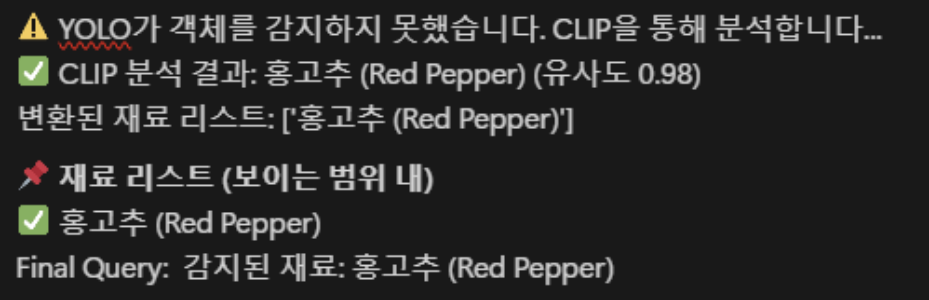 ⚠️ YOLO가 객체를 감지하지 못했습니다. CLIP을 통해 분석합니다...
✅ CLIP 분석 결과: 홍고추 (Red Pepper) (유사도 0.98)
변환된 재료 리스트: ['홍고추 (Red Pepper)']
📌 재료 리스트 (보이는 범위 내)
✅ 홍고추 (Red Pepper)
Final Query: 감지된 재료: 홍고추 (Red Pepper)